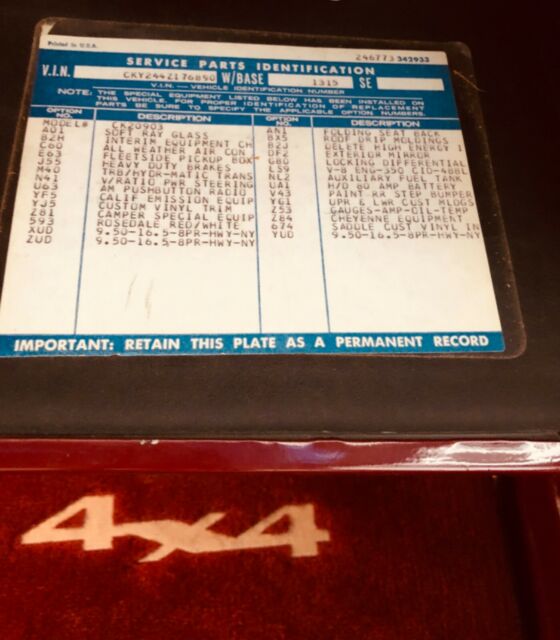 Printed in U.S.A.
SERVICE PARTS IDENTIFICATION 246773 342933
V.I.N. CKY244Z176890 W/BASE 1315 SE
V.I.N. — VEHICLE IDENTIFICATION NUMBER
NOTE: THE SPECIAL EQUIPMENT LISTED BELOW HAS BEEN INSTALLED ON
THIS VEHICLE. FOR PROPER IDENTIFICATION OF REPLACEMENT
PARTS BE SURE TO SPECIFY THE APPLICABLE OPTION NUMBERS.
OPTION NO. DESCRIPTION OPTION NO. DESCRIPTION
MODEL# CK20903 AN1 FOLDING SEAT BACK
A01 SOFT RAY GLASS BX5 ROOF DRIP MOLDINGS
B2H INTERIM EQUIPMENT CH B2J DELETE HIGH ENERGY I
C60 ALL WEATHER AIR CON DF2 EXTERIOR MIRROR
E63 FLEETSIDE PICKUP BOX G80 LOCKING DIFFERENTIAL
J55 HEAVY DUTY BRAKES LS9 V-8 ENG-350 CID-4BBL
M40 TRB/HYDR-MATIC TRANS NL2 AUXILIARY FUEL TANK
N41 V/RATIO PWR STEERING UA1 H/D 80 AMP BATTERY
U63 AM PUSHBUTTON RADIO V43 PAINT RR STEP BUMPER
YF5 CALIF EMISSION EQUIP YG1 UPR & LWR CUST MLDGS
YJ5 CUSTOM VINYL TRIM Z53 GAUGES-AMP-OIL-TEMP
Z81 CAMPER SPECIAL EQUIP Z84 CHEYENNE EQUIPMENT
593 ROSEDALE RED/WHITE 674 SADDLE CUST VINYL IN
XUD 9.50-16.5-8PR-HWY-NY YUD 9.50-16.5-8PR-HWY-NY
ZUD 9.50-16.5-8PR-HWY-NY
IMPORTANT: RETAIN THIS PLATE AS A PERMANENT RECORD
4x4